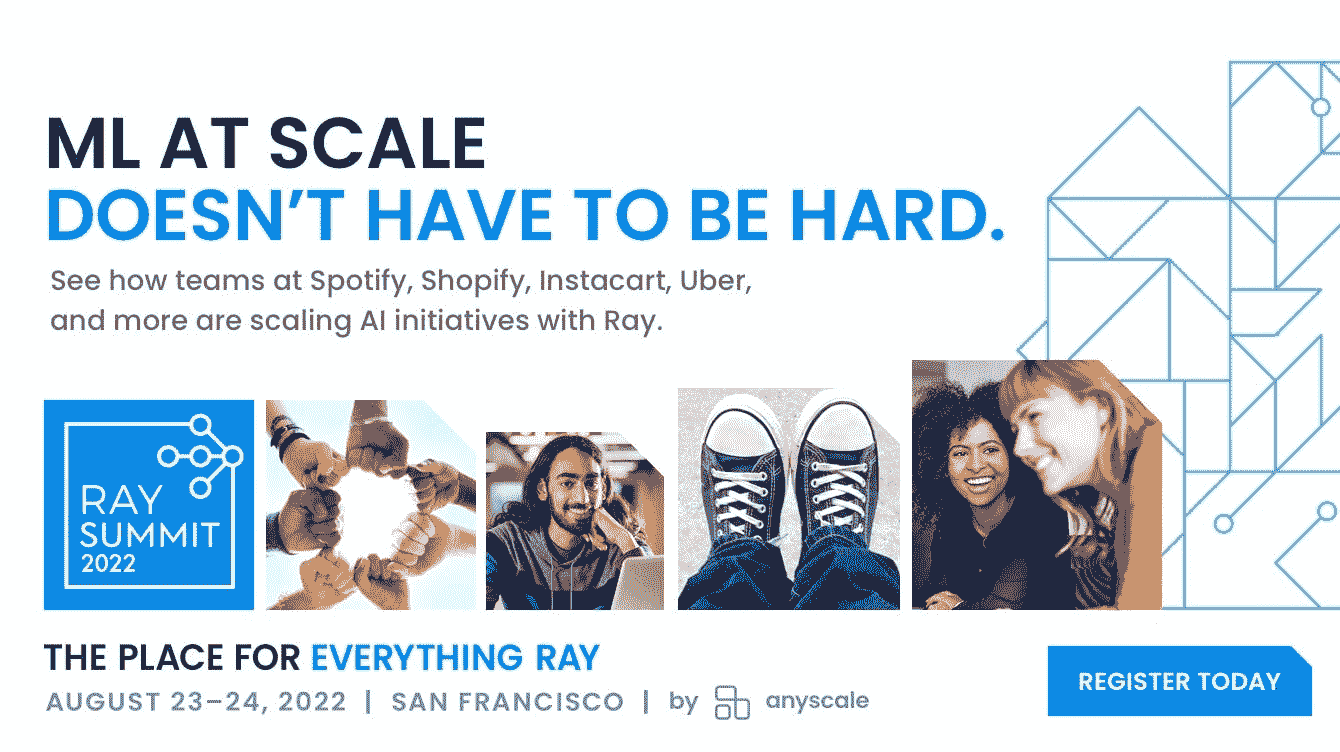 ML AT SCALE
DOESN’T HAVE TO BE HARD.
See how teams at Spotify, Shopify, Instacart, Uber,
and more are scaling AI initiatives with Ray.
RAY
SUMMIT
2022
THE PLACE FOR EVERYTHING RAY
AUGUST 23–24, 2022 | SAN FRANCISCO | by anyscale
REGISTER TODAY